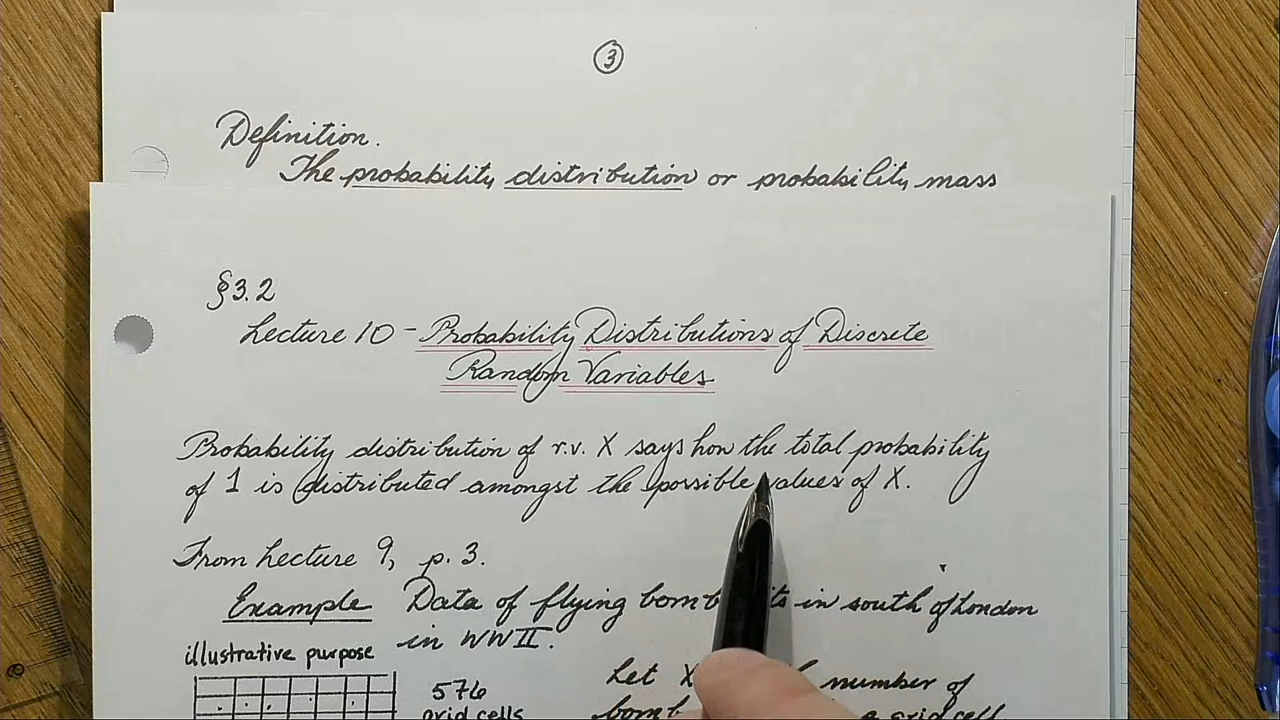 ③
Definition.
The probability distribution or probability mass
§3.2
Lecture 10 - Probability Distributions of Discrete
Random Variables
Probability distribution of r.v. X says how the total probability
of 1 is distributed amongst the possible values of X.
From Lecture 9, p. 3.
Example Data of flying bomb in south of London
in WWII.
illustrative purpose
576
grid cells
Let X number of
bomb a grid cell